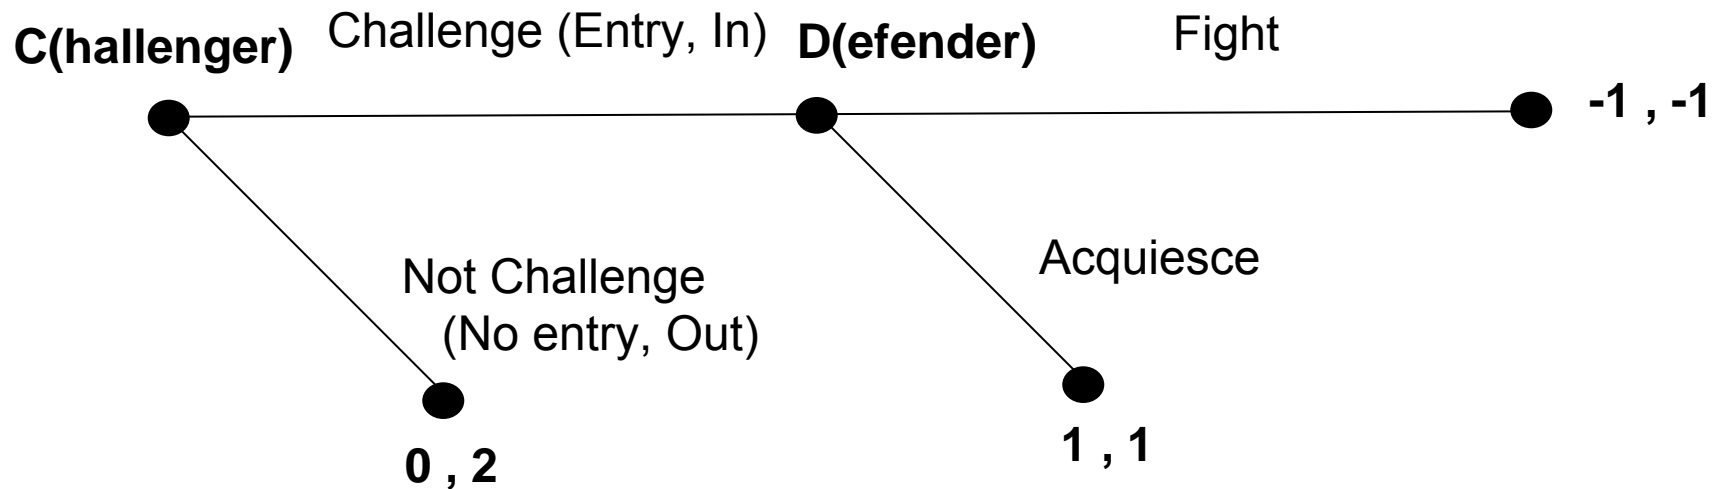 C(hallenger)
Challenge (Entry, In)
D(efender)
Fight
-1 , -1
Not Challenge
(No entry, Out)
Acquiesce
0 , 2
1 , 1